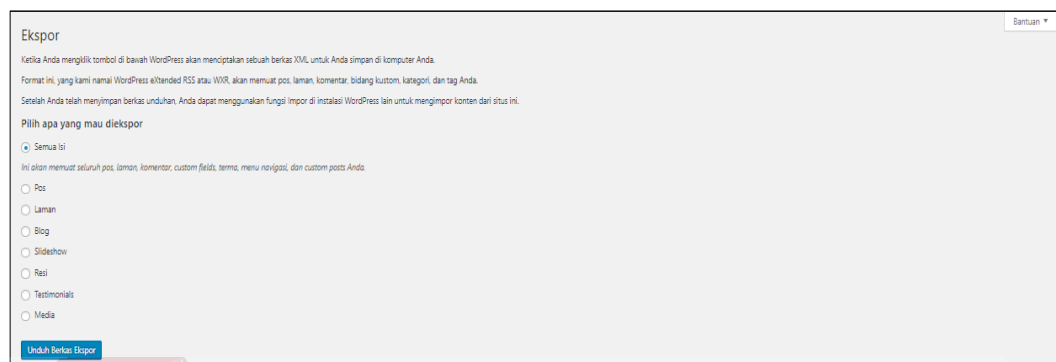 Bantuan ▼
Ekspor
Ketika Anda mengklik tombol di bawah WordPress akan menciptakan sebuah berkas XML untuk Anda simpan di komputer Anda.
Format ini, yang kami namai WordPress eXtended RSS atau WXR, akan memuat pos, laman, komentar, bidang kustom, kategori, dan tag Anda.
Setelah Anda telah menyimpan berkas unduhan, Anda dapat menggunakan fungsi Impor di instalasi WordPress lain untuk mengimpor konten dari situs ini.
Pilih apa yang mau diekspor
Semua Isi
Ini akan memuat seluruh pos, laman, komentar, custom fields, terma, menu navigasi, dan custom posts Anda.
Pos
Laman
Blog
Slideshow
Resi
Testimonials
Media
Unduh Berkas Ekspor